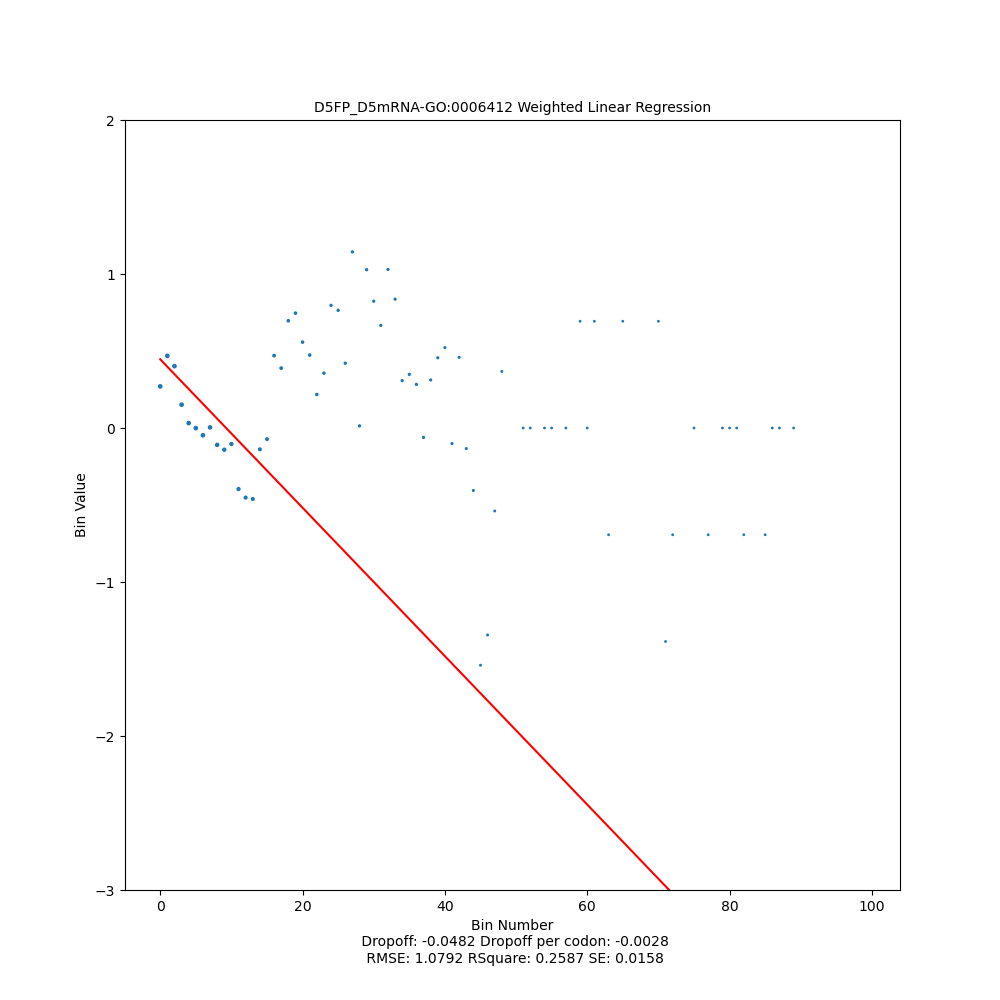 D5FP_D5mRNA-GO:0006412 Weighted Linear Regression
2
1
0
−1
−2
−3
Bin Value
0 20 40 60 80 100
Bin Number
Dropoff: -0.0482 Dropoff per codon: -0.0028
RMSE: 1.0792 RSquare: 0.2587 SE: 0.0158